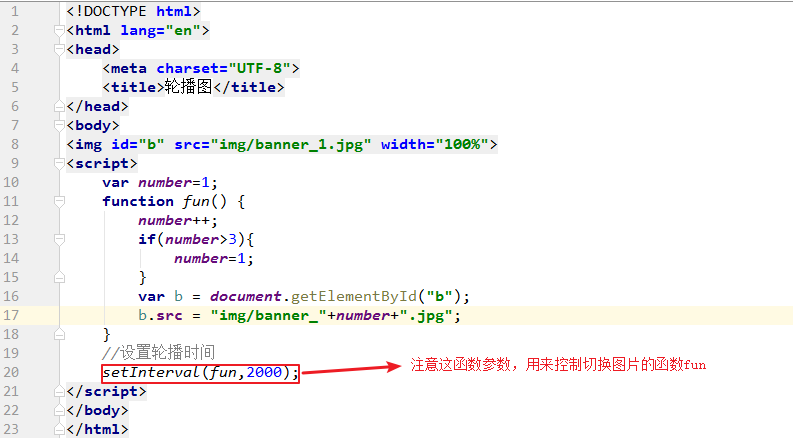 1 <!DOCTYPE html>
2 <html lang="en">
3 <head>
4 <meta charset="UTF-8">
5 <title>轮播图</title>
6 </head>
7 <body>
8 <img id="b" src="img/banner_1.jpg" width="100%">
9 <script>
10 var number=1;
11 function fun() {
12 number++;
13 if(number>3){
14 number=1;
15 }
16 var b = document.getElementById("b");
17 b.src = "img/banner_"+number+".jpg";
18 }
19 //设置轮播时间
20 setInterval(fun,2000); 注意这函数参数，用来控制切换图片的函数fun
21 </script>
22 </body>
23 </html>